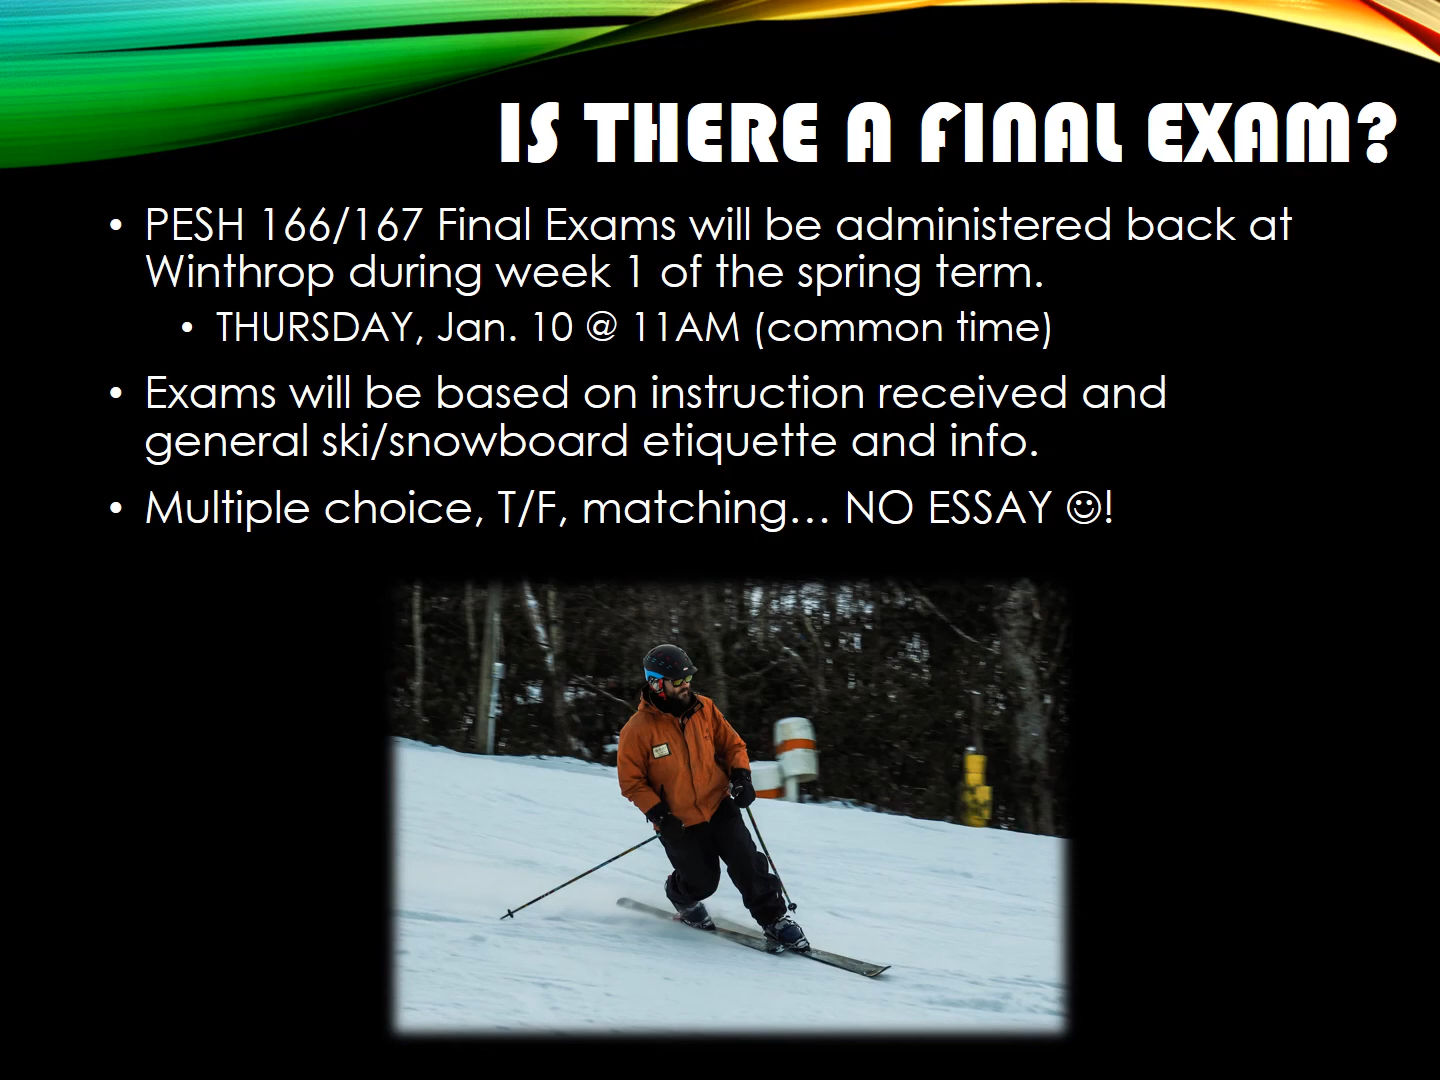 IS THERE A FINAL EXAM?
• PESH 166/167 Final Exams will be administered back at
Winthrop during week 1 of the spring term.
• THURSDAY, Jan. 10 @ 11AM (common time)
• Exams will be based on instruction received and
general ski/snowboard etiquette and info.
• Multiple choice, T/F, matching… NO ESSAY ☺!